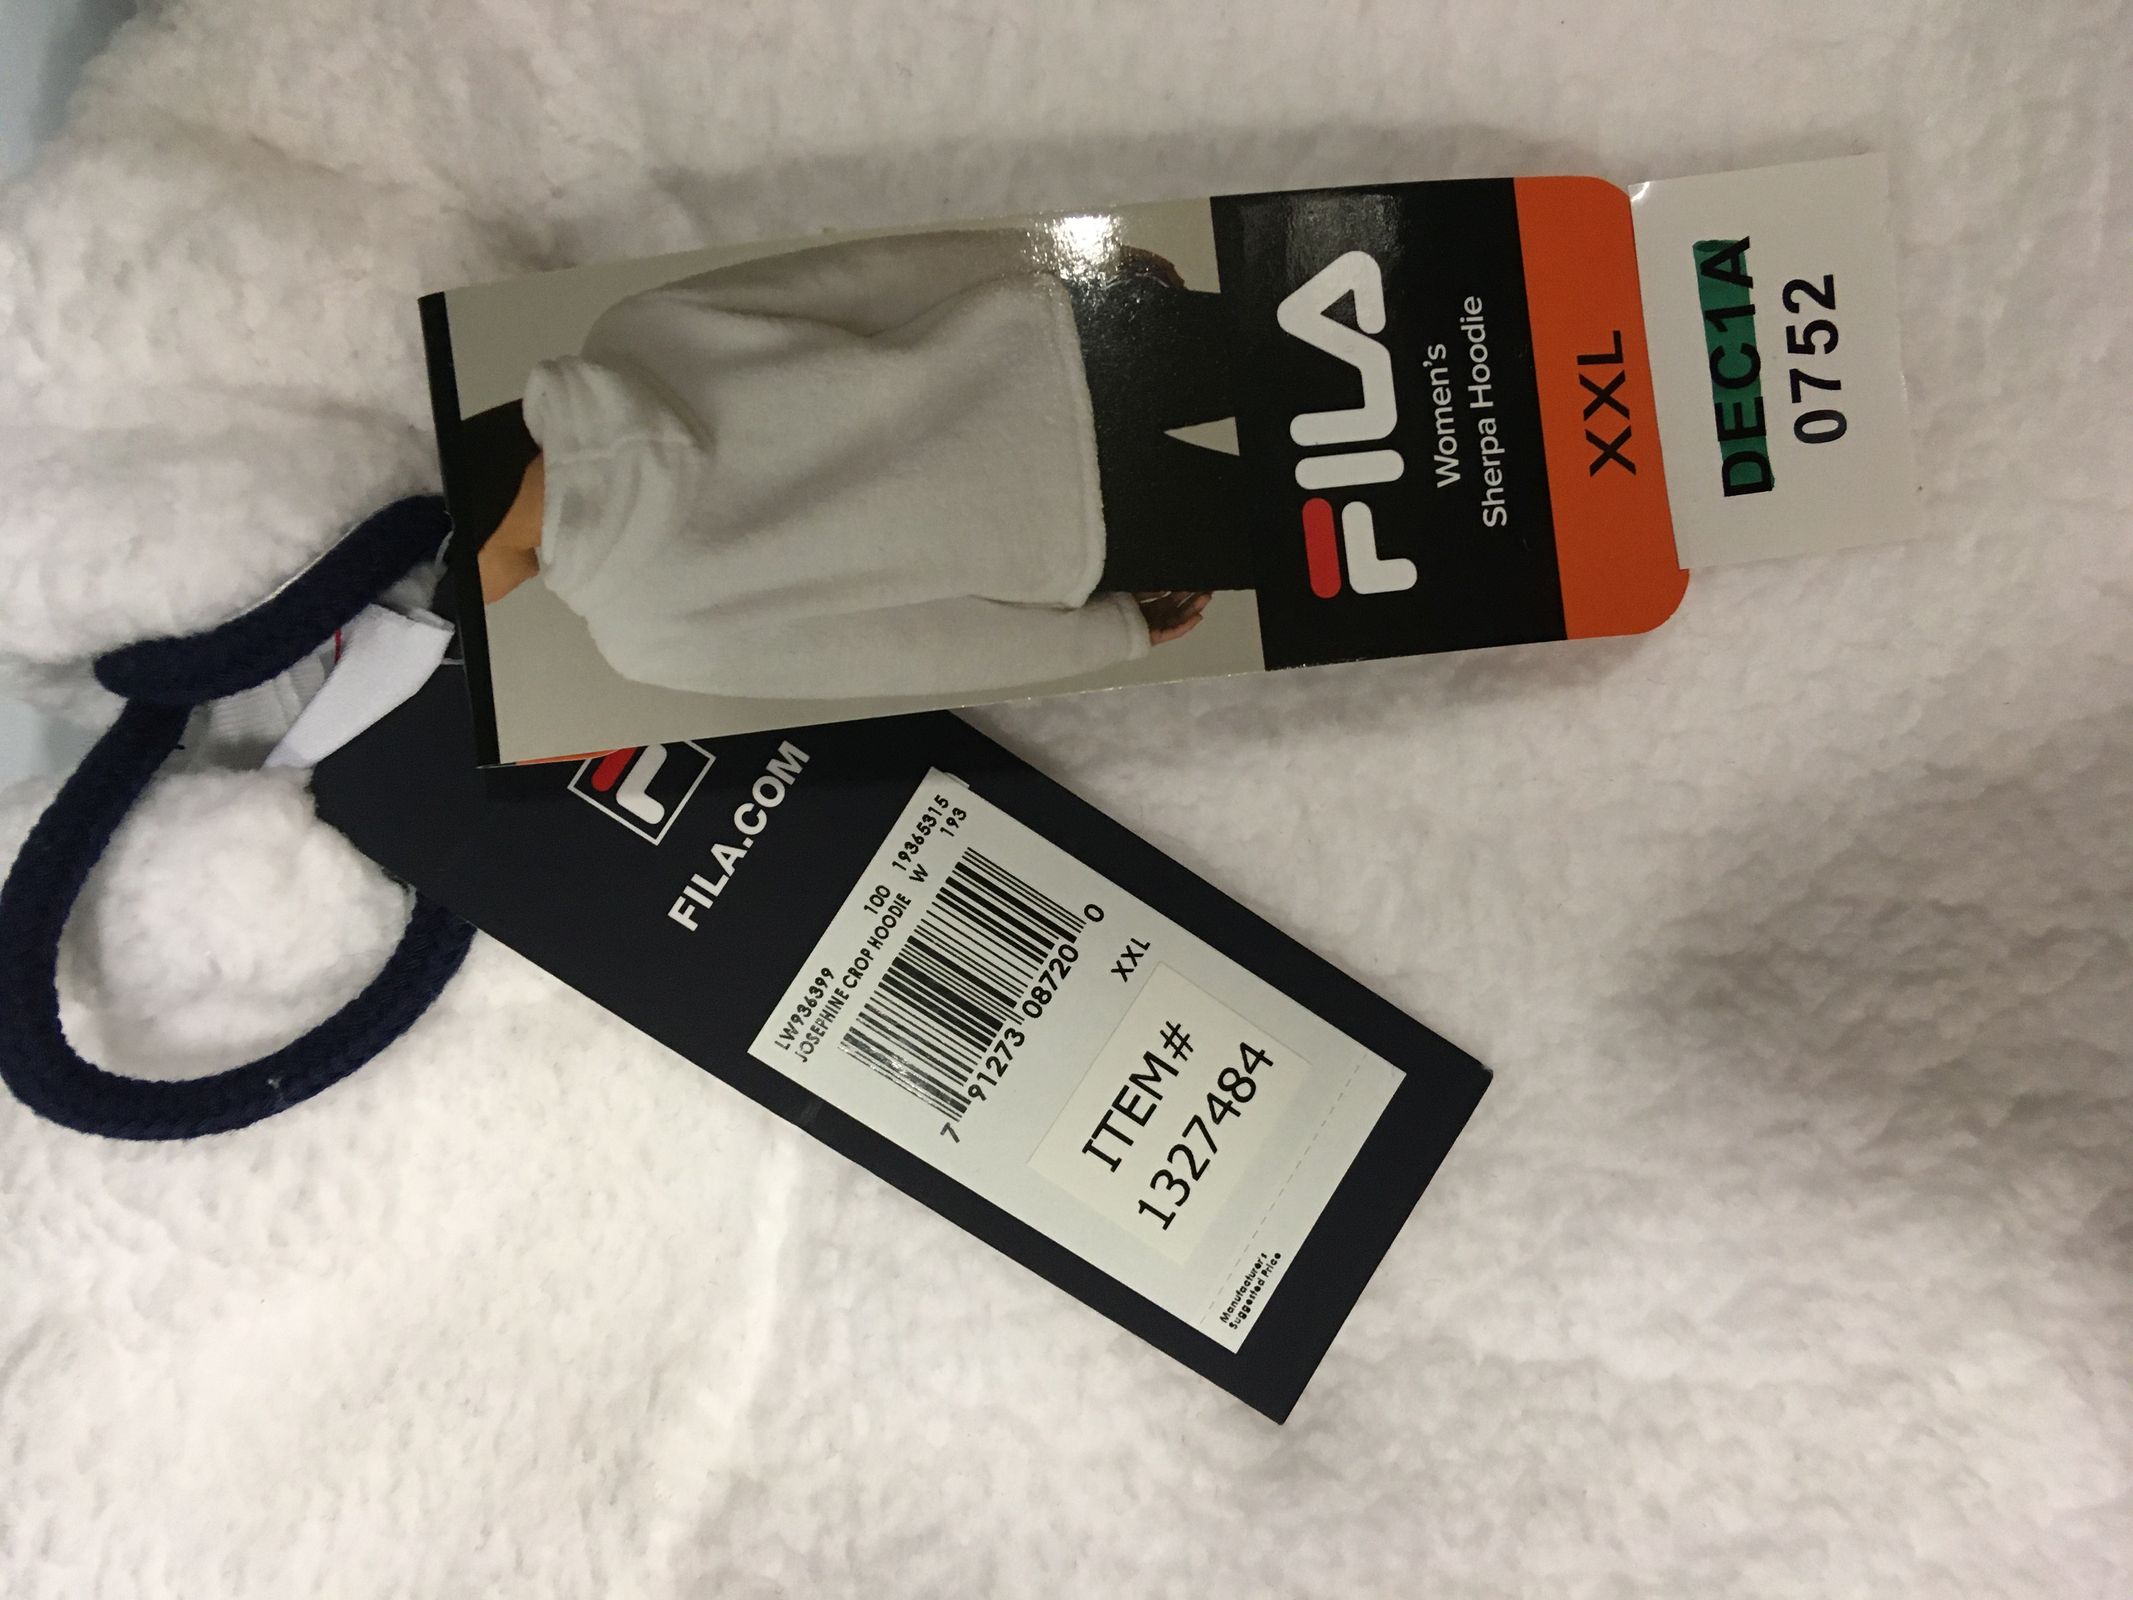 FILA
Women's
Sherpa Hoodie
XXL
DEC1A
0752
FILA.COM
LW936399 100 19365315
JOSEPHINE CROP HOODIE W 193
7 91273 08720 0
XXL
ITEM#
1327484
Manufacturer's
Suggested Price